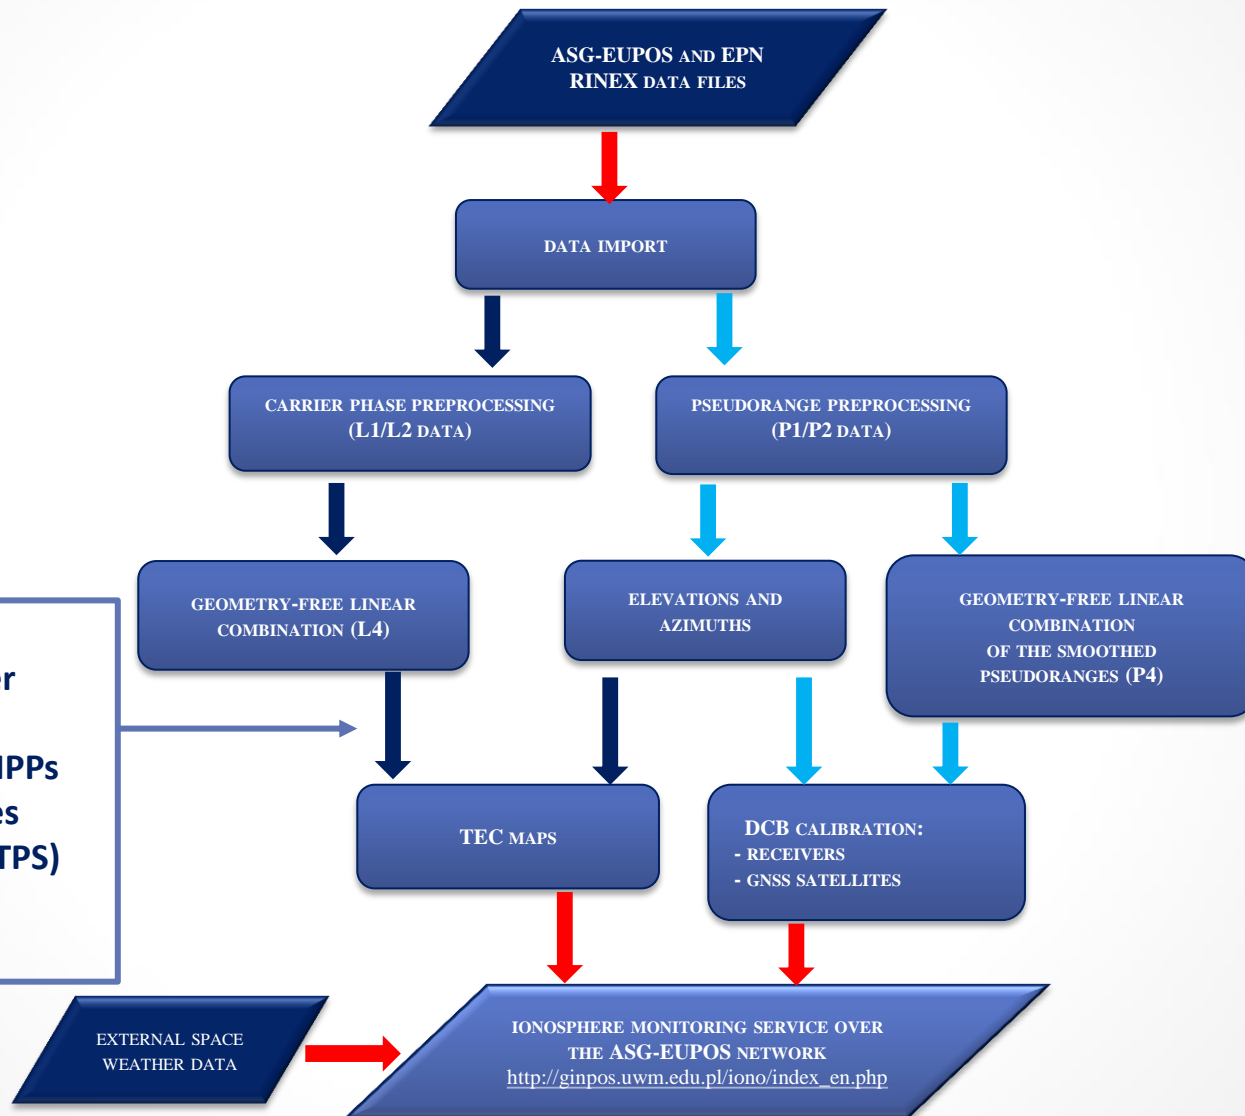 ASG-EUPOS AND EPN
RINEX DATA FILES
DATA IMPORT
CARRIER PHASE PREPROCESSING
(L1/L2 DATA)
PSEUDORANGE PREPROCESSING
(P1/P2 DATA)
GEOMETRY-FREE LINEAR
COMBINATION (L4)
ELEVATIONS AND
AZIMUTHS
GEOMETRY-FREE LINEAR
COMBINATION
OF THE SMOOTHED
PSEUDORANGES (P4)
IPPs
TPS)
TEC MAPS
DCB CALIBRATION:
- RECEIVERS
- GNSS SATELLITES
EXTERNAL SPACE
WEATHER DATA
IONOSPHERE MONITORING SERVICE OVER
THE ASG-EUPOS NETWORK
http://ginpos.uwm.edu.pl/iono/index_en.php